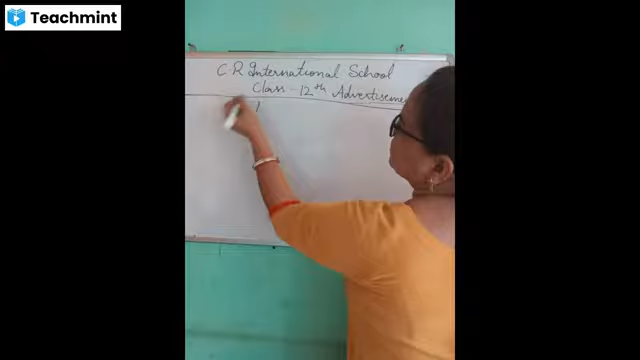 Teachmint
C.R International School
Class - 12th Advertiseme